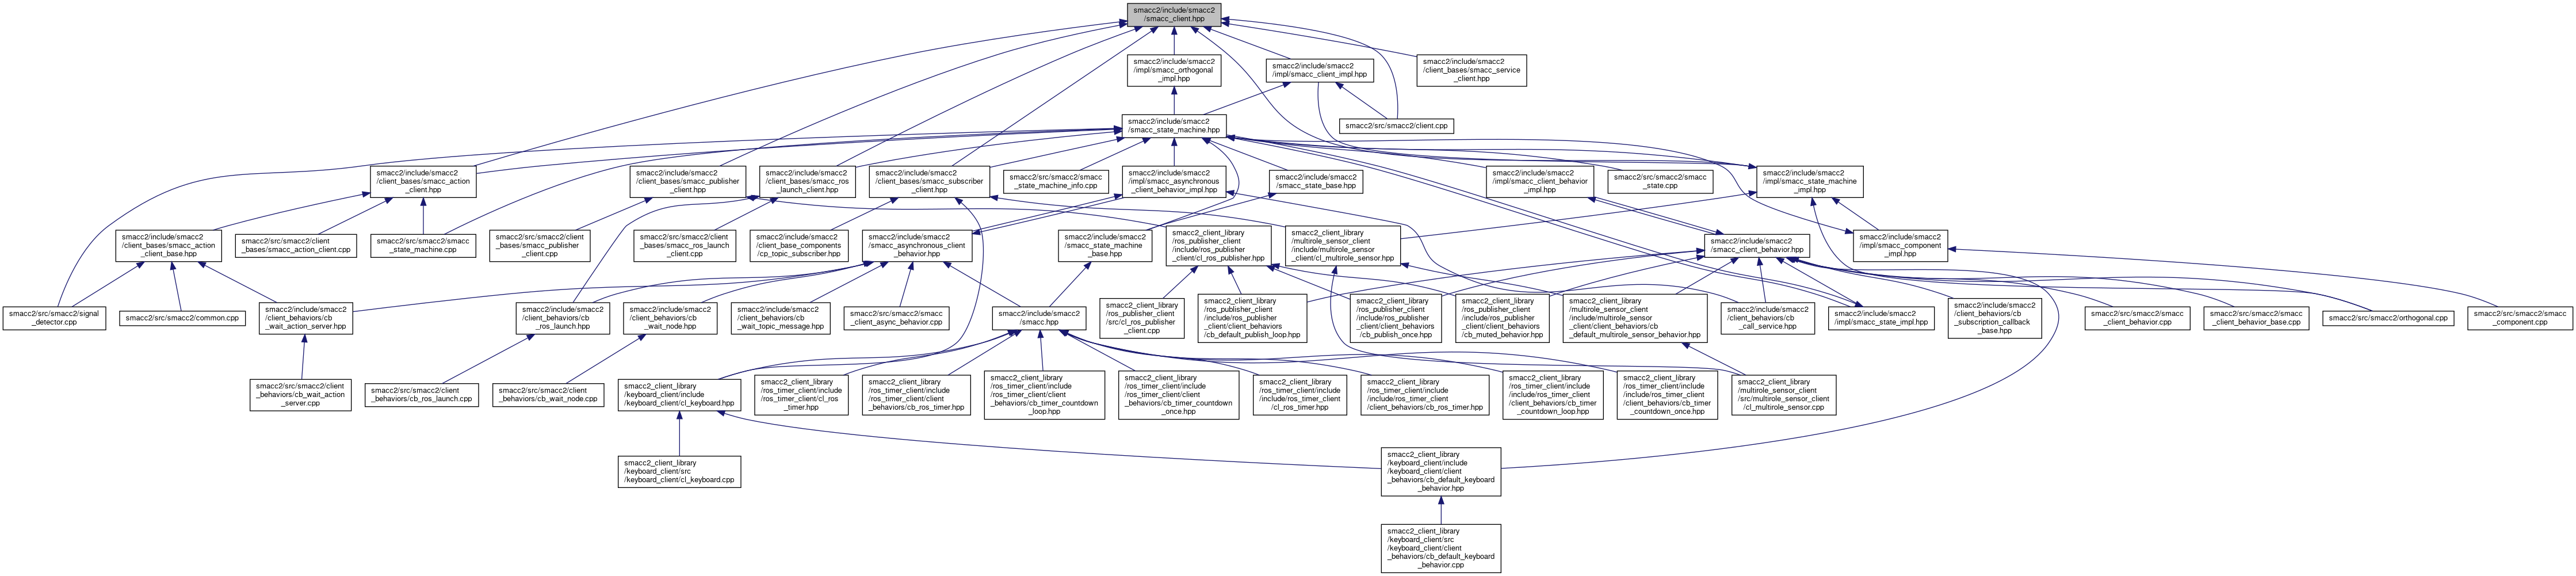 smacc2/include/smacc2
/smacc_client.hpp
smacc2/include/smacc2
/impl/smacc_orthogonal
_impl.hpp
smacc2/include/smacc2
/impl/smacc_client_impl.hpp
smacc2/include/smacc2
/client_bases/smacc_service
_client.hpp
smacc2/include/smacc2
/smacc_state_machine.hpp
smacc2/src/smacc2/client.cpp
smacc2/include/smacc2
/client_bases/smacc_action
_client.hpp
smacc2/include/smacc2
/client_bases/smacc_publisher
_client.hpp
smacc2/include/smacc2
/client_bases/smacc_ros
_launch_client.hpp
smacc2/include/smacc2
/client_bases/smacc_subscriber
_client.hpp
smacc2/src/smacc2/smacc
_state_machine_info.cpp
smacc2/include/smacc2
/impl/smacc_asynchronous
_client_behavior_impl.hpp
smacc2/include/smacc2
/smacc_state_base.hpp
smacc2/include/smacc2
/impl/smacc_client_behavior
_impl.hpp
smacc2/src/smacc2/smacc
_state.cpp
smacc2/include/smacc2
/impl/smacc_state_machine
_impl.hpp
smacc2/include/smacc2
/client_bases/smacc_action
_client_base.hpp
smacc2/src/smacc2/client
_bases/smacc_action_client.cpp
smacc2/src/smacc2/smacc
_state_machine.cpp
smacc2/src/smacc2/client
_bases/smacc_publisher
_client.cpp
smacc2/src/smacc2/client
_bases/smacc_ros_launch
_client.cpp
smacc2/include/smacc2
/client_base_components
/cp_topic_subscriber.hpp
smacc2/include/smacc2
/smacc_asynchronous_client
_behavior.hpp
smacc2/include/smacc2
/smacc_state_machine
_base.hpp
smacc2_client_library
/ros_publisher_client
/include/ros_publisher
_client/cl_ros_publisher.hpp
smacc2_client_library
/multirole_sensor_client
/include/multirole_sensor
_client/cl_multirole_sensor.hpp
smacc2/include/smacc2
/smacc_client_behavior.hpp
smacc2/include/smacc2
/impl/smacc_component
_impl.hpp
smacc2/src/smacc2/signal
_detector.cpp
smacc2/src/smacc2/common.cpp
smacc2/include/smacc2
/client_behaviors/cb
_wait_action_server.hpp
smacc2/include/smacc2
/client_behaviors/cb
_ros_launch.hpp
smacc2/include/smacc2
/client_behaviors/cb
_wait_node.hpp
smacc2/include/smacc2
/client_behaviors/cb
_wait_topic_message.hpp
smacc2/src/smacc2/smacc
_client_async_behavior.cpp
smacc2/include/smacc2
/smacc.hpp
smacc2_client_library
/ros_publisher_client
/src/cl_ros_publisher
_client.cpp
smacc2_client_library
/ros_publisher_client
/include/ros_publisher
_client/client_behaviors
/cb_default_publish_loop.hpp
smacc2_client_library
/ros_publisher_client
/include/ros_publisher
_client/client_behaviors
/cb_publish_once.hpp
smacc2_client_library
/ros_publisher_client
/include/ros_publisher
_client/client_behaviors
/cb_muted_behavior.hpp
smacc2_client_library
/multirole_sensor_client
/include/multirole_sensor
_client/client_behaviors/cb
_default_multirole_sensor_behavior.hpp
smacc2/include/smacc2
/client_behaviors/cb
_call_service.hpp
smacc2/include/smacc2
/impl/smacc_state_impl.hpp
smacc2/include/smacc2
/client_behaviors/cb
_subscription_callback
_base.hpp
smacc2/src/smacc2/smacc
_client_behavior.cpp
smacc2/src/smacc2/smacc
_client_behavior_base.cpp
smacc2/src/smacc2/orthogonal.cpp
smacc2/src/smacc2/smacc
_component.cpp
smacc2/src/smacc2/client
_behaviors/cb_wait_action
_server.cpp
smacc2/src/smacc2/client
_behaviors/cb_ros_launch.cpp
smacc2/src/smacc2/client
_behaviors/cb_wait_node.cpp
smacc2_client_library
/keyboard_client/include
/keyboard_client/cl_keyboard.hpp
smacc2_client_library
/ros_timer_client/include
/ros_timer_client/cl_ros
_timer.hpp
smacc2_client_library
/ros_timer_client/include
/ros_timer_client/client
_behaviors/cb_ros_timer.hpp
smacc2_client_library
/ros_timer_client/include
/ros_timer_client/client
_behaviors/cb_timer_countdown
_loop.hpp
smacc2_client_library
/ros_timer_client/include
/ros_timer_client/client
_behaviors/cb_timer_countdown
_once.hpp
smacc2_client_library
/ros_timer_client/include
/include/ros_timer_client
/cl_ros_timer.hpp
smacc2_client_library
/ros_timer_client/include
/include/ros_timer_client
/client_behaviors/cb_ros_timer.hpp
smacc2_client_library
/ros_timer_client/include
/include/ros_timer_client
/client_behaviors/cb_timer
_countdown_loop.hpp
smacc2_client_library
/ros_timer_client/include
/include/ros_timer_client
/client_behaviors/cb_timer
_countdown_once.hpp
smacc2_client_library
/multirole_sensor_client
/src/multirole_sensor_client
/cl_multirole_sensor.cpp
smacc2_client_library
/keyboard_client/src
/keyboard_client/cl_keyboard.cpp
smacc2_client_library
/keyboard_client/include
/keyboard_client/client
_behaviors/cb_default_keyboard
_behavior.hpp
smacc2_client_library
/keyboard_client/src
/keyboard_client/client
_behaviors/cb_default_keyboard
_behavior.cpp